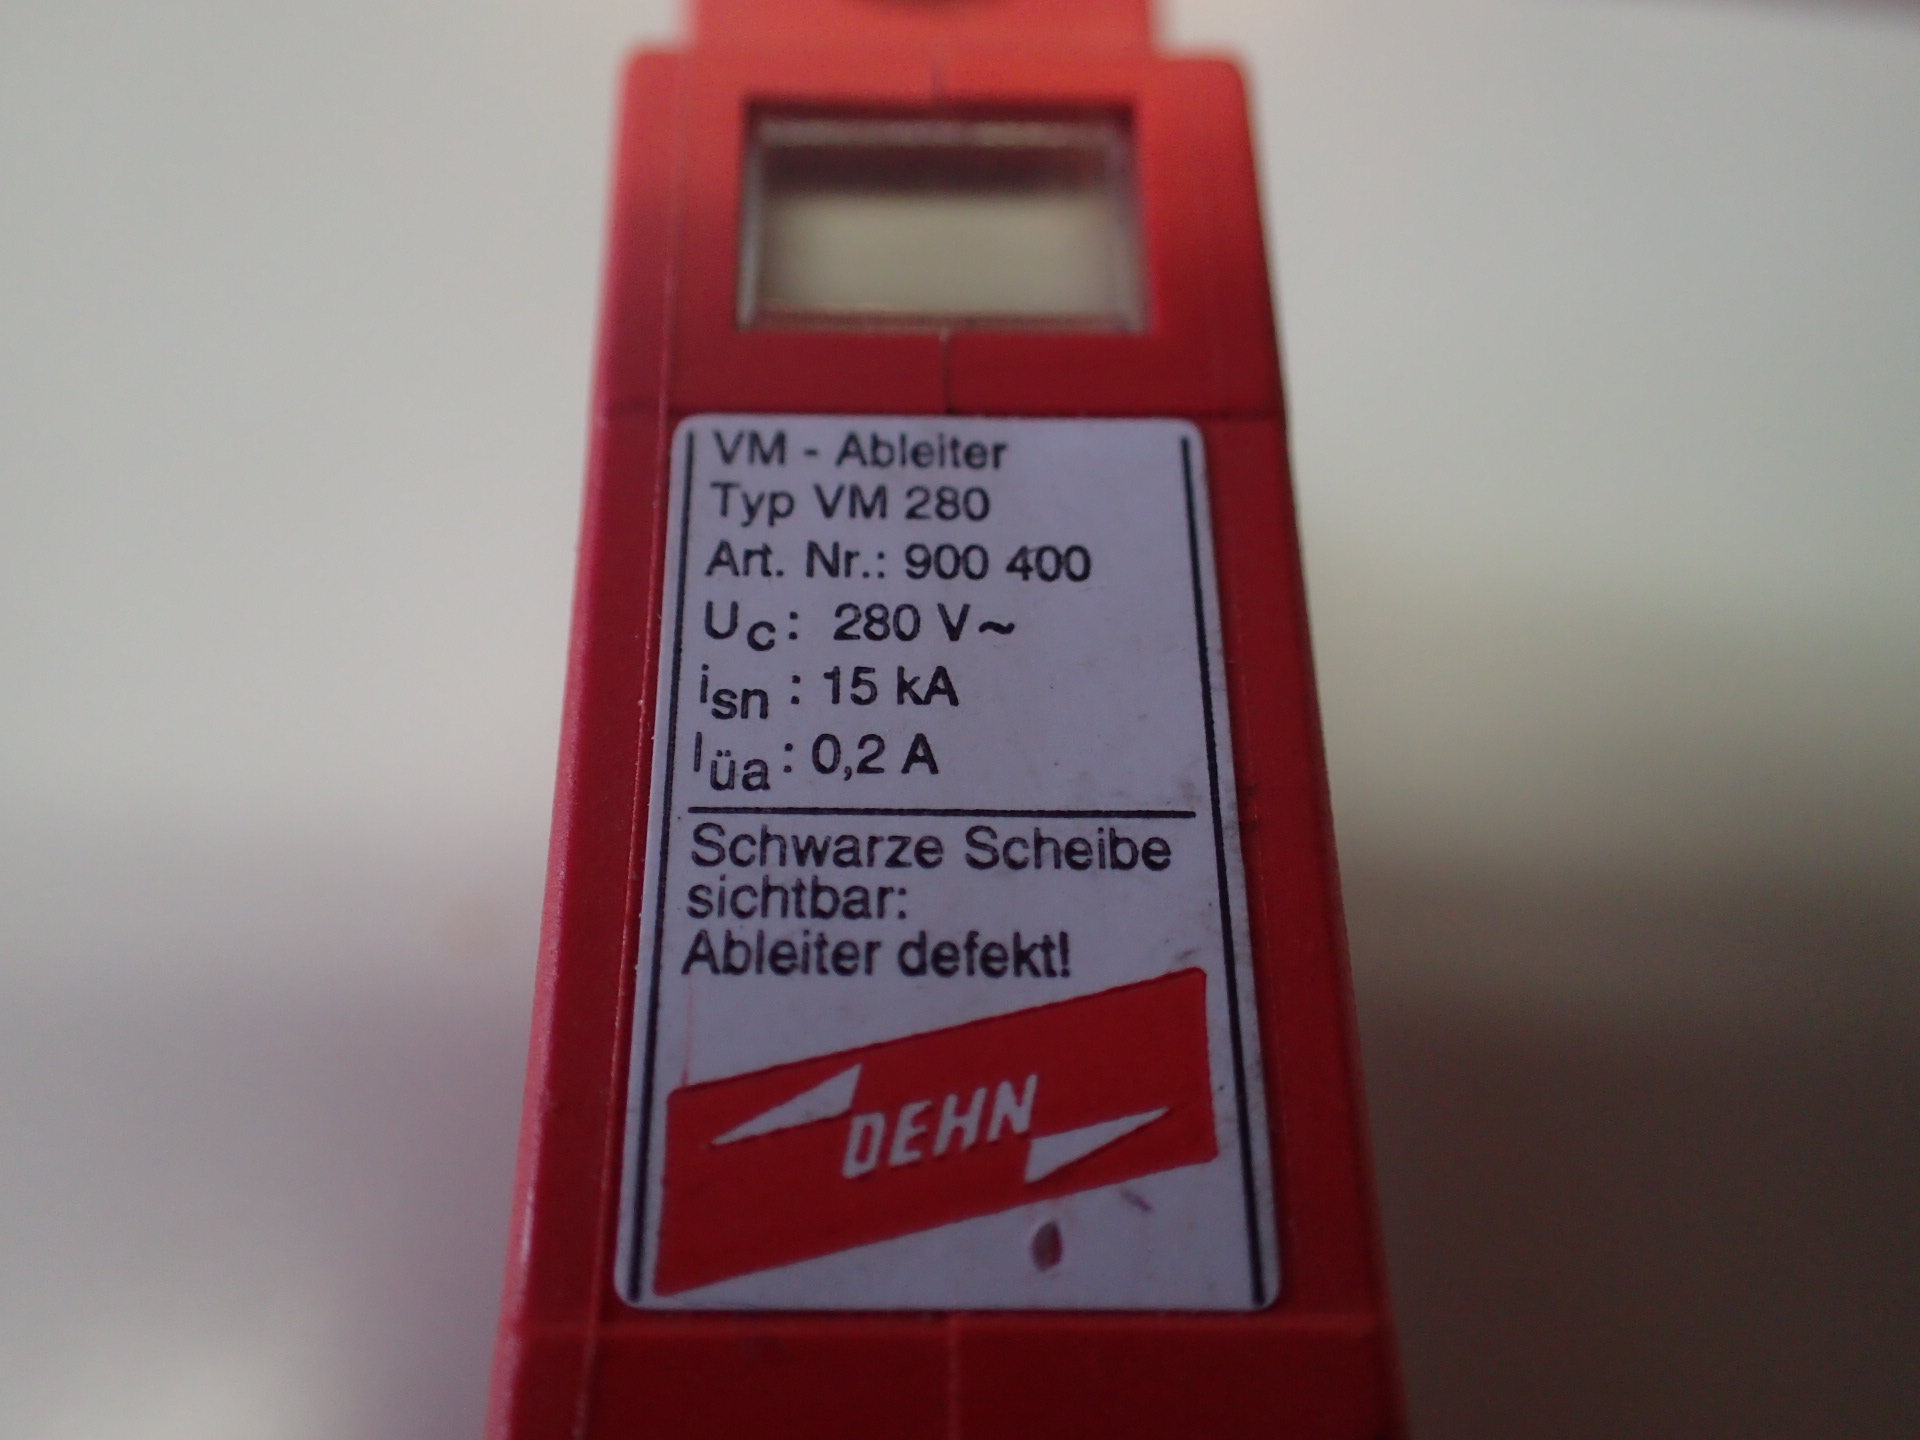 VM - Ableiter
Typ VM 280
Art. Nr.: 900 400
Uc: 280 V~
isn : 15 kA
Iüa : 0,2 A
Schwarze Scheibe
sichtbar:
Ableiter defekt!
DEHN